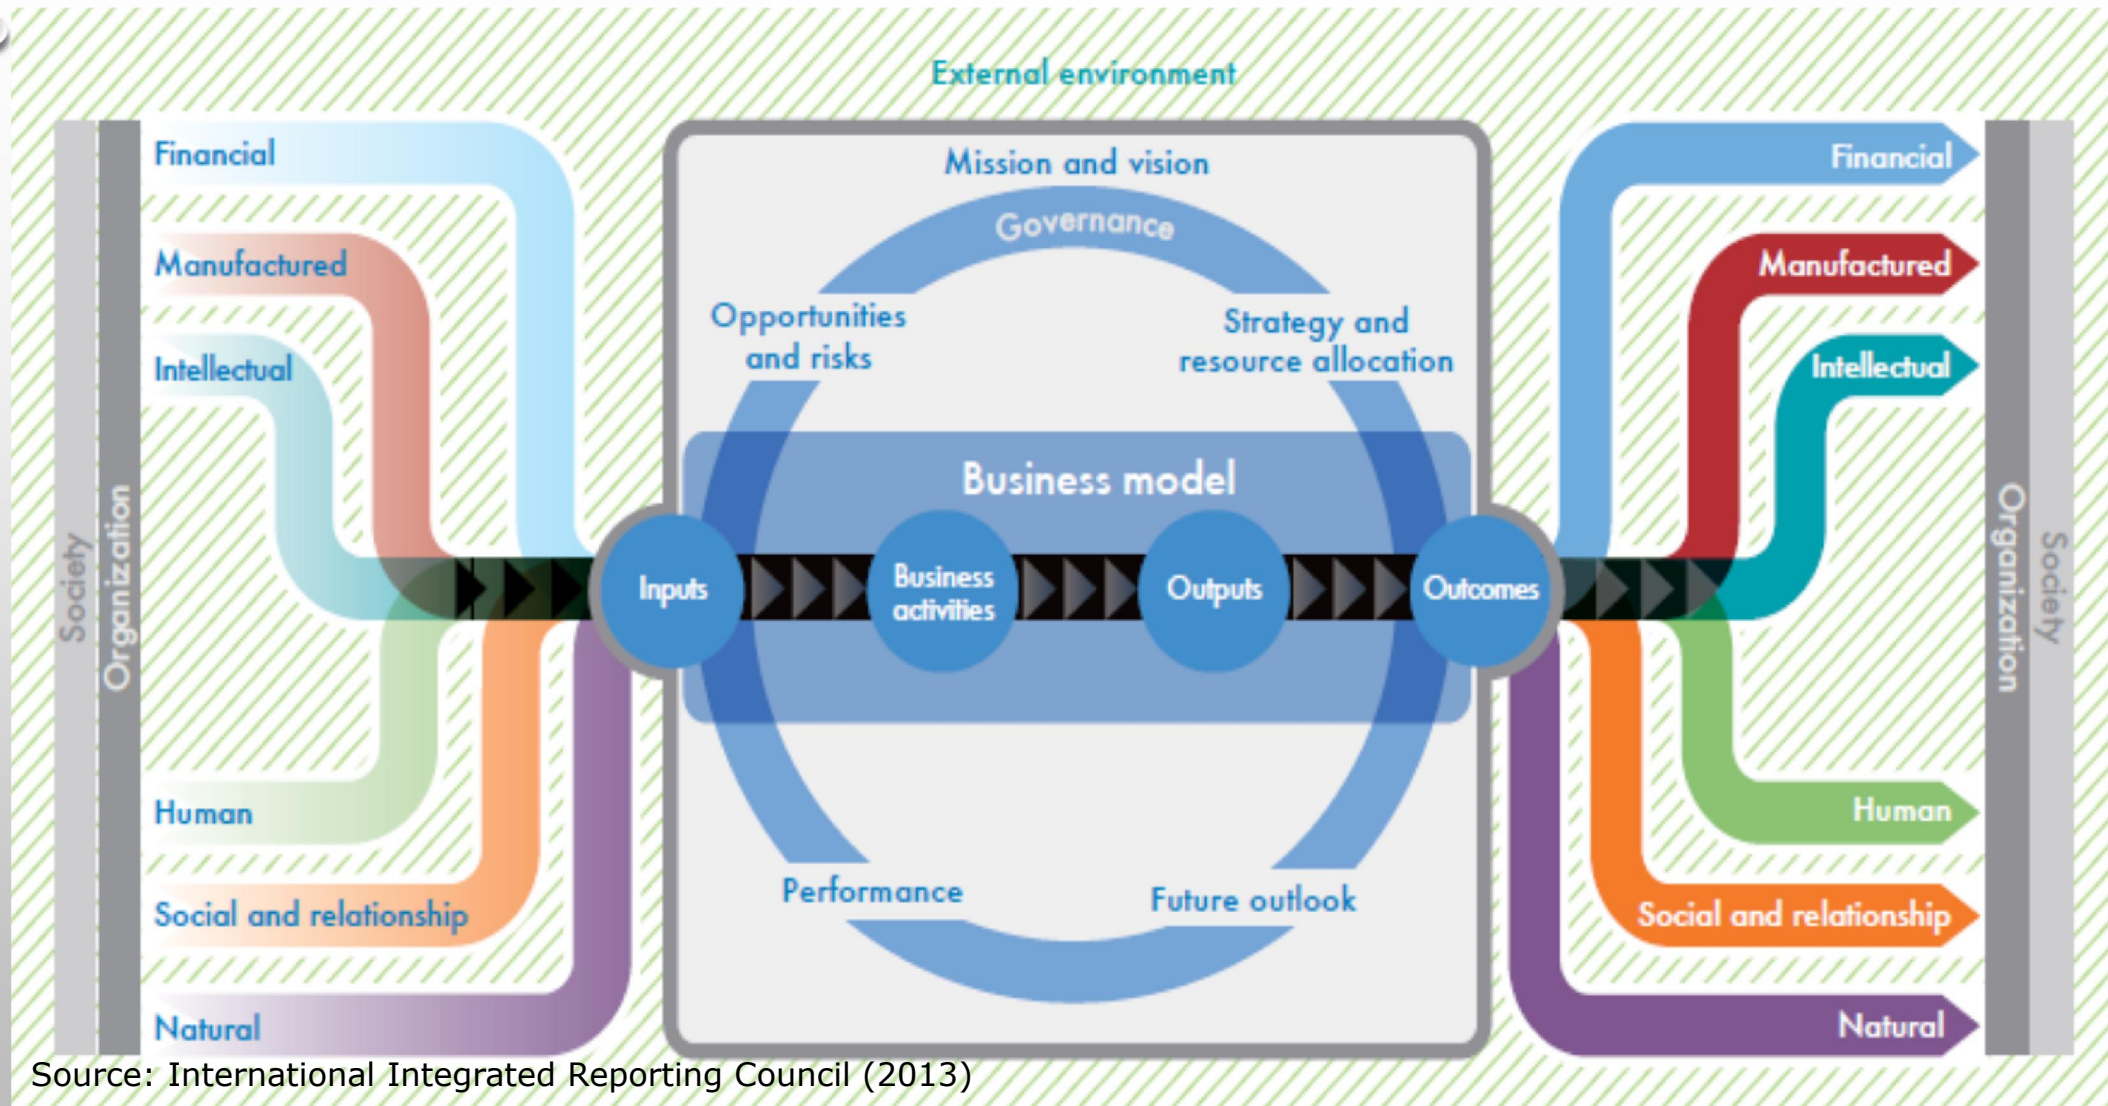 External environment
Society
Organization
Financial
Manufactured
Intellectual
Human
Social and relationship
Natural
Mission and vision
Governance
Opportunities
and risks
Strategy and
resource allocation
Business model
Inputs
Business
activities
Outputs
Outcomes
Performance
Future outlook
Financial
Manufactured
Intellectual
Human
Social and relationship
Natural
Organization
Society
Source: International Integrated Reporting Council (2013)